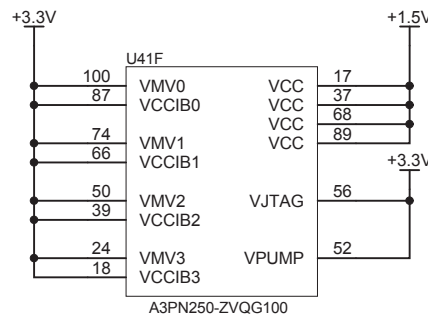 +3.3V +1.5V
U41F
100 VMV0 VCC 17
87 VCCIB0 VCC 37
VCC 68
74 VMV1 VCC 89
66 VCCIB1
+3.3V
50 VMV2 VJTAG 56
39 VCCIB2
24 VMV3 VPUMP 52
18 VCCIB3
A3PN250-ZVQG100